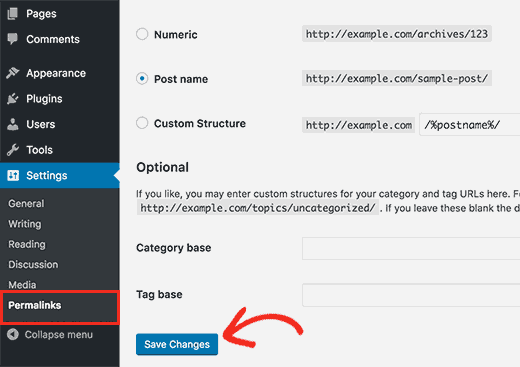 Pages
Comments
Appearance
Plugins
Users
Tools
Settings
General
Writing
Reading
Discussion
Media
Permalinks
Collapse menu
Numeric http://example.com/archives/123
Post name http://example.com/sample-post/
Custom Structure http://example.com /%postname%/
Optional
If you like, you may enter custom structures for your category and tag URLs here. Fo
http://example.com/topics/uncategorized/ . If you leave these blank the d
Category base
Tag base
Save Changes